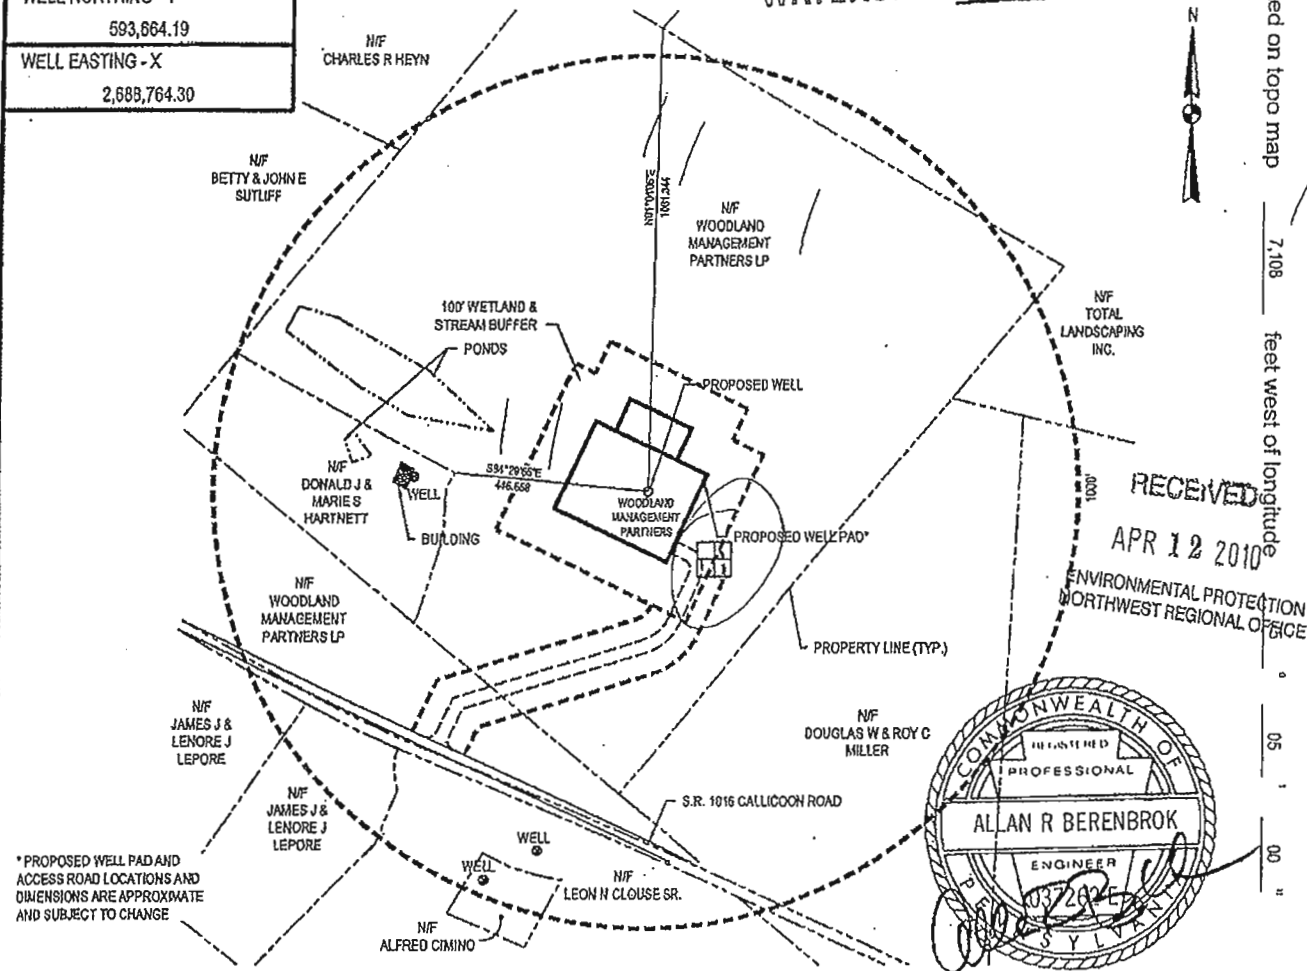 593,664.19
WELL EASTING - X
2,688,764.30
N/F
CHARLES R HEYN
N/F
BETTY & JOHN E
SUTLIFF
N
ed on topo map
7,108
feet west of longitude
05
00
N/F
WOODLAND
MANAGEMENT
PARTNERS LP
N/F
TOTAL
LANDSCAPING
INC.
100' WETLAND &
STREAM BUFFER
PONDS
PROPOSED WELL
N/F
DONALD J &
MARIE S
HARTNETT
WELL
BUILDING
446.658
WOODLAND
MANAGEMENT
PARTNERS
PROPOSED WELL PAD*
1000'
RECEIVED
APR 12 2010
ENVIRONMENTAL PROTECTION
NORTHWEST REGIONAL OFFICE
N/F
WOODLAND
MANAGEMENT
PARTNERS LP
PROPERTY LINE (TYP.)
N/F
JAMES J &
LENORE J
LEPORE
N/F
DOUGLAS W & ROY C
MILLER
N/F
JAMES J &
LENORE J
LEPORE
S.R. 1016 CALLICOON ROAD
WELL
WELL
N/F
LEON N CLOUSE SR.
N/F
ALFRED CIMINO
*PROPOSED WELL PAD AND
ACCESS ROAD LOCATIONS AND
DIMENSIONS ARE APPROXIMATE
AND SUBJECT TO CHANGE
COMMONWEALTH OF
REGISTERED
PROFESSIONAL
ALLAN R BERENBROK
ENGINEER